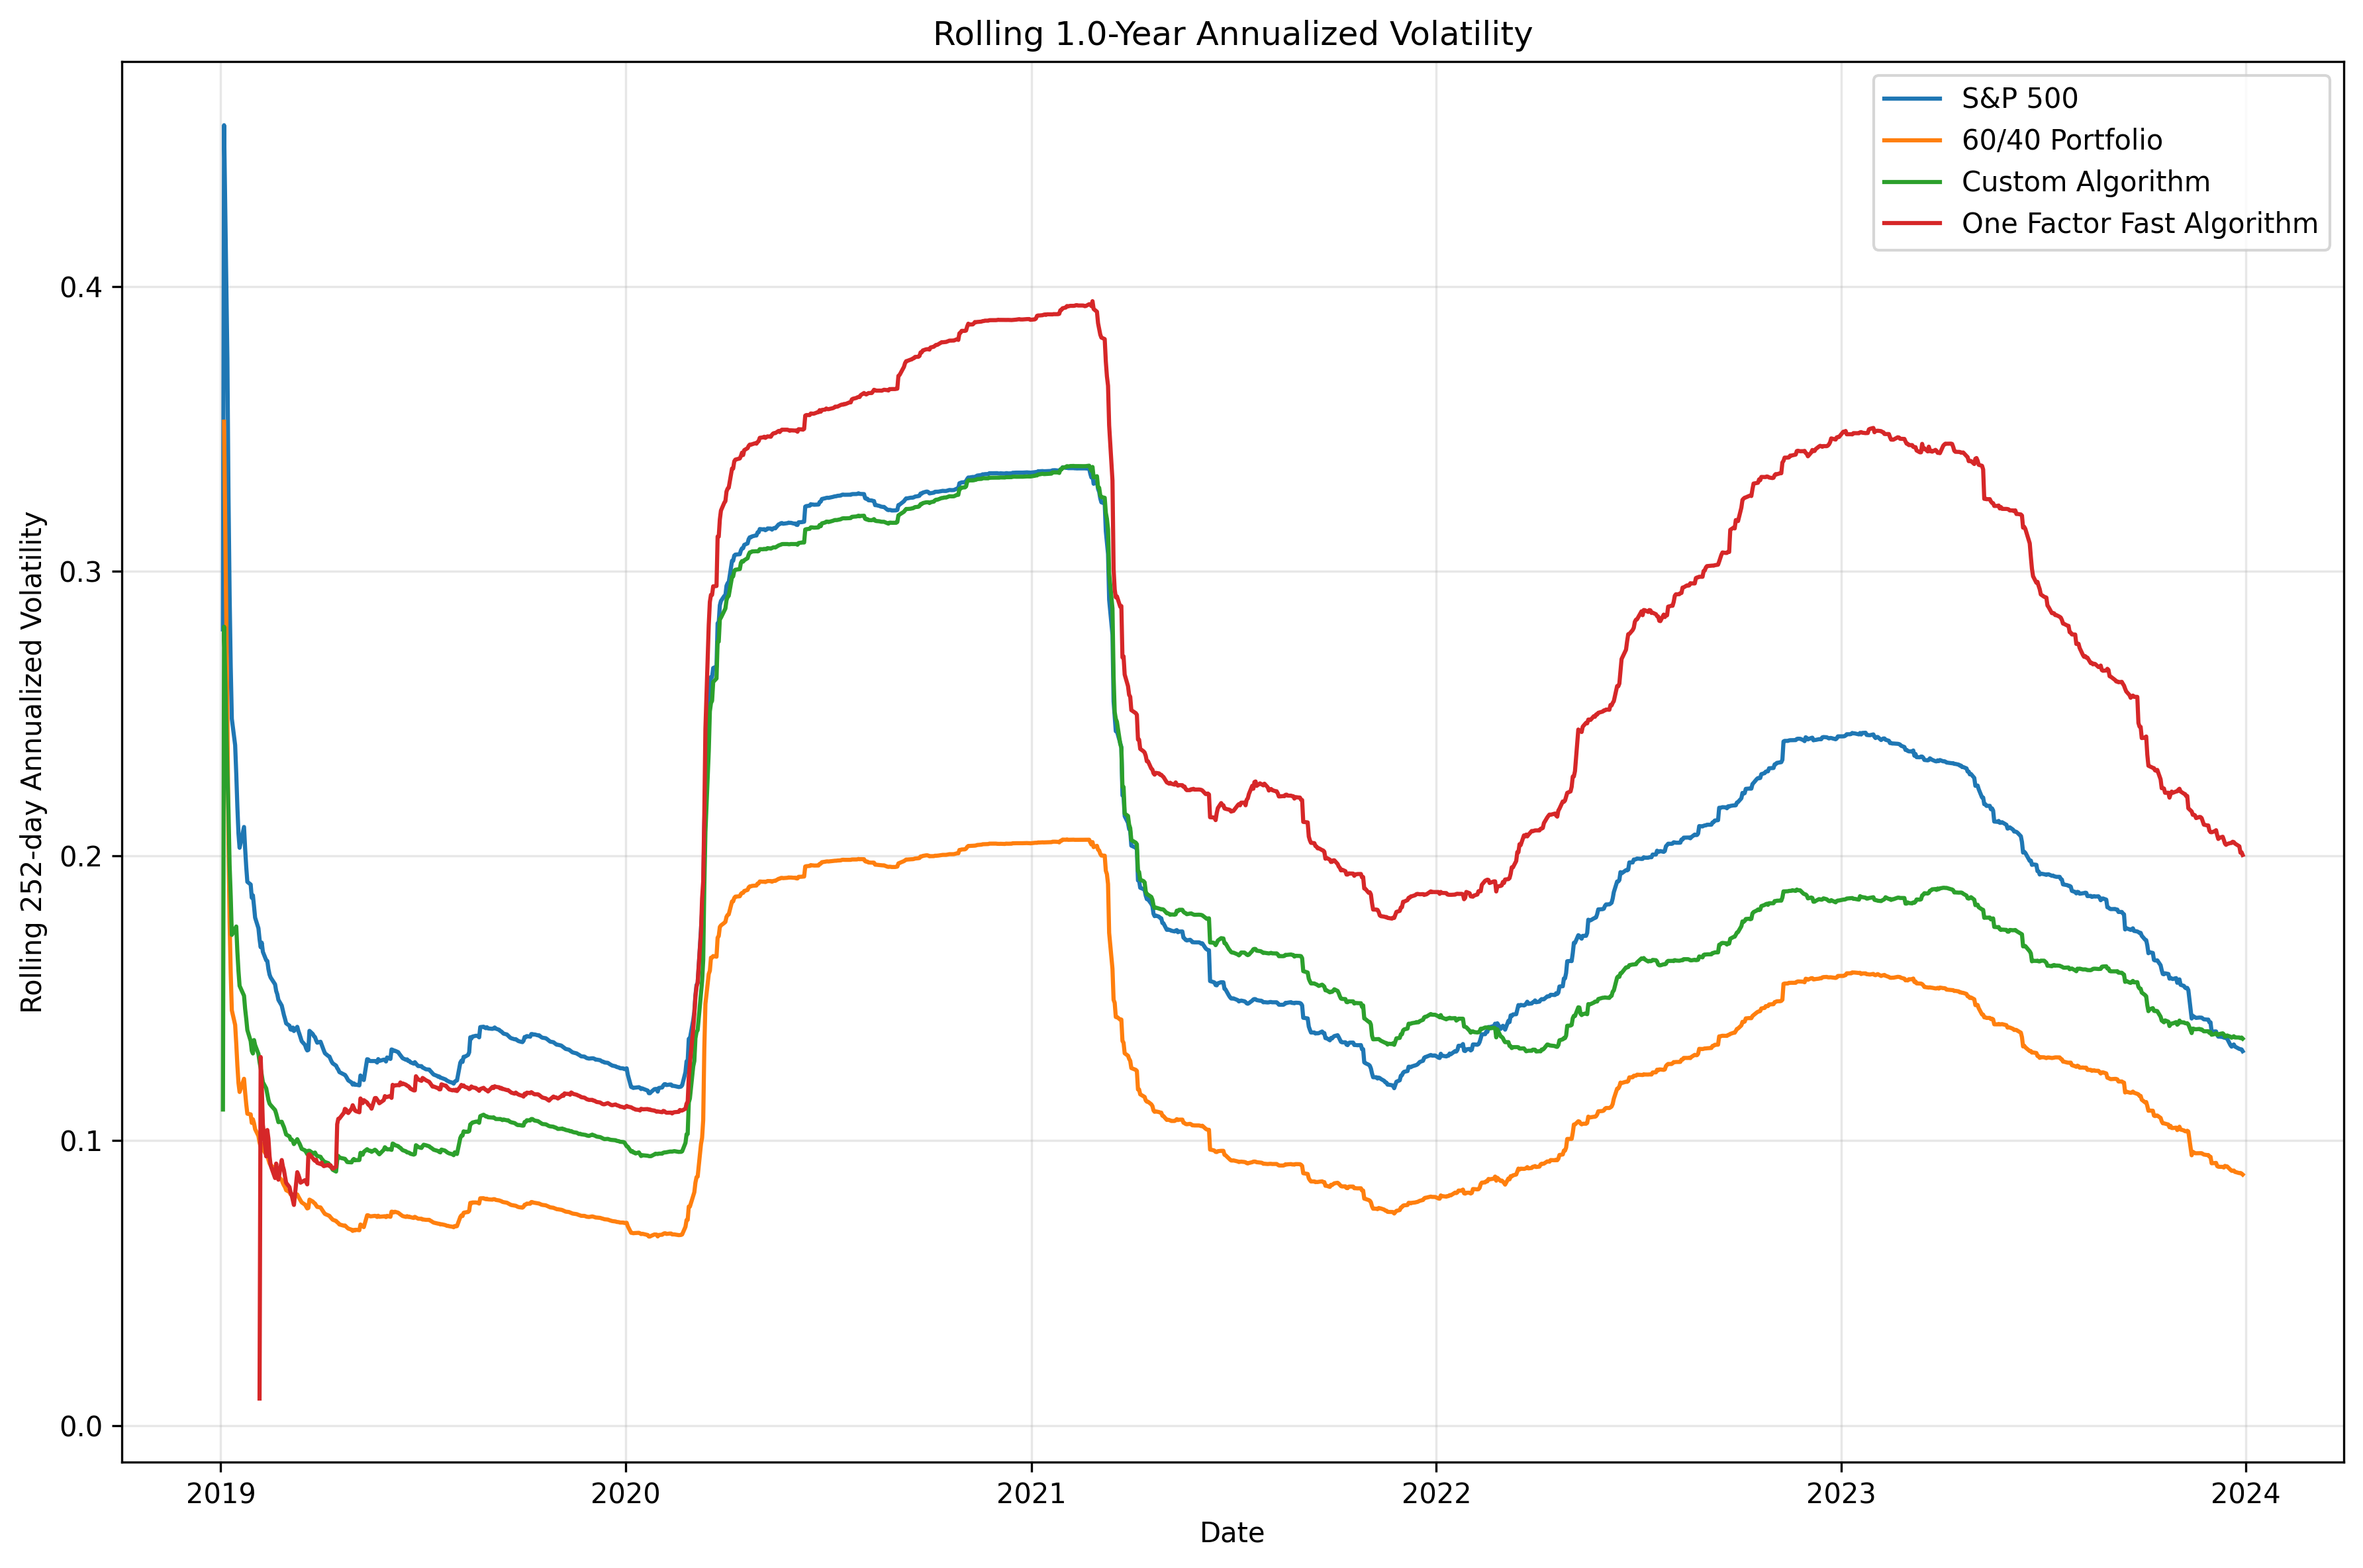 Rolling 1.0-Year Annualized Volatility
S&P 500
60/40 Portfolio
Custom Algorithm
One Factor Fast Algorithm
Rolling 252-day Annualized Volatility
0.4
0.3
0.2
0.1
0.0
2019
2020
2021
2022
2023
2024
Date